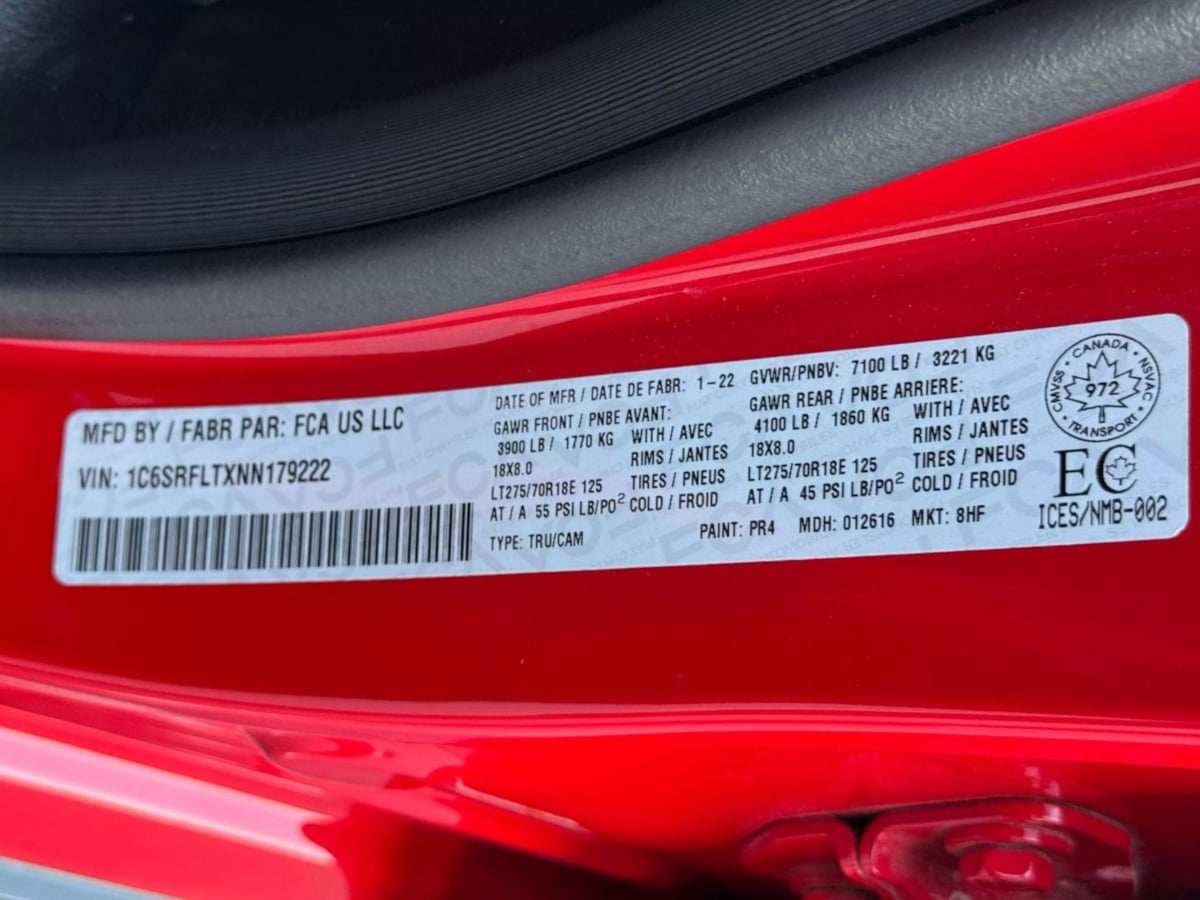 MFD BY / FABR PAR: FCA US LLC
VIN: 1C6SRFLTXNN179222
DATE OF MFR / DATE DE FABR: 1-22
GAWR FRONT / PNBE AVANT:
3900 LB / 1770 KG WITH / AVEC
18X8.0 RIMS / JANTES
LT275/70R18E 125 TIRES / PNEUS
AT / A 55 PSI LB/PO² COLD / FROID
TYPE: TRU/CAM
GVWR/PNBV: 7100 LB / 3221 KG
GAWR REAR / PNBE ARRIERE:
4100 LB / 1860 KG WITH / AVEC
18X8.0 RIMS / JANTES
LT275/70R18E 125 TIRES / PNEUS
AT / A 45 PSI LB/PO² COLD / FROID
PAINT: PR4 MDH: 012616 MKT: 8HF
CANADA
CMVSS • NSVAC
972
TRANSPORT
EC
ICES/NMB-002